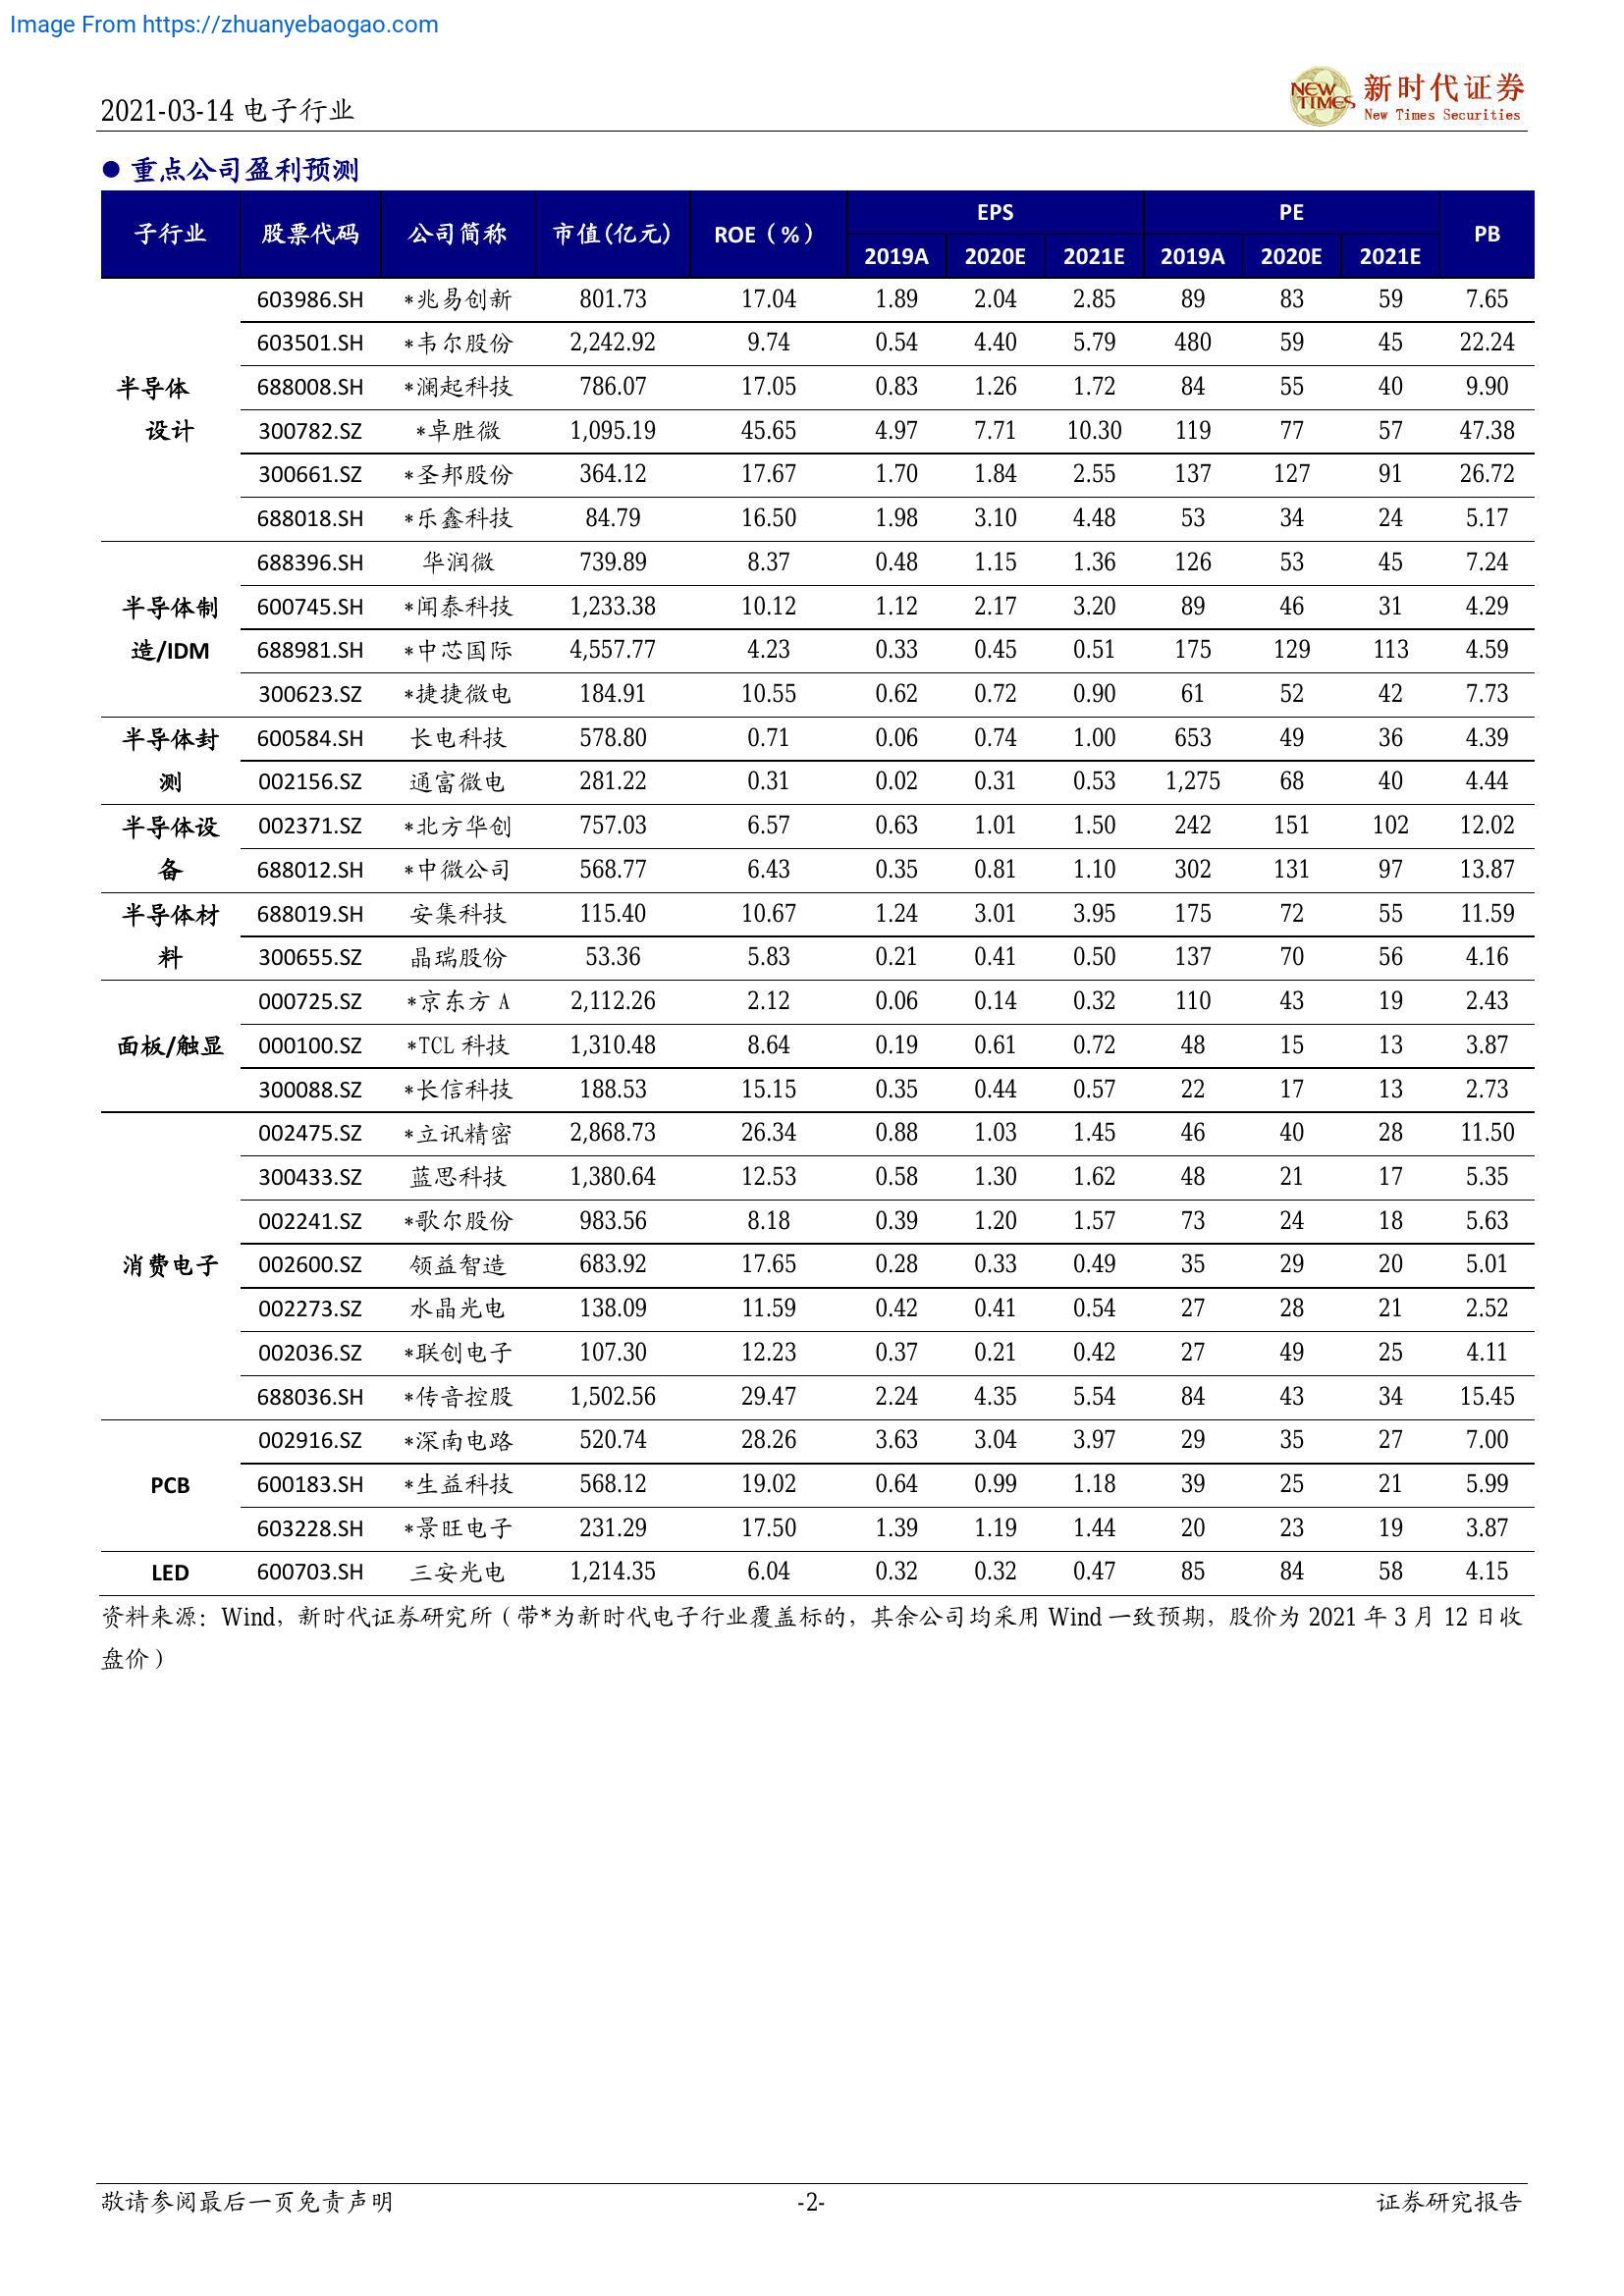 Image From https://zhuanyebaogao.com
2021-03-14 电子行业
NEW TIMES 新时代证券
New Times Securities
● 重点公司盈利预测
子行业 股票代码 公司简称 市值(亿元) ROE（%） EPS PE PB
2019A 2020E 2021E 2019A 2020E 2021E
半导体设计 603986.SH *兆易创新 801.73 17.04 1.89 2.04 2.85 89 83 59 7.65
603501.SH *韦尔股份 2,242.92 9.74 0.54 4.40 5.79 480 59 45 22.24
688008.SH *澜起科技 786.07 17.05 0.83 1.26 1.72 84 55 40 9.90
300782.SZ *卓胜微 1,095.19 45.65 4.97 7.71 10.30 119 77 57 47.38
300661.SZ *圣邦股份 364.12 17.67 1.70 1.84 2.55 137 127 91 26.72
688018.SH *乐鑫科技 84.79 16.50 1.98 3.10 4.48 53 34 24 5.17
半导体制造/IDM 688396.SH 华润微 739.89 8.37 0.48 1.15 1.36 126 53 45 7.24
600745.SH *闻泰科技 1,233.38 10.12 1.12 2.17 3.20 89 46 31 4.29
688981.SH *中芯国际 4,557.77 4.23 0.33 0.45 0.51 175 129 113 4.59
300623.SZ *捷捷微电 184.91 10.55 0.62 0.72 0.90 61 52 42 7.73
半导体封测 600584.SH 长电科技 578.80 0.71 0.06 0.74 1.00 653 49 36 4.39
002156.SZ 通富微电 281.22 0.31 0.02 0.31 0.53 1,275 68 40 4.44
半导体设备 002371.SZ *北方华创 757.03 6.57 0.63 1.01 1.50 242 151 102 12.02
688012.SH *中微公司 568.77 6.43 0.35 0.81 1.10 302 131 97 13.87
半导体材料 688019.SH 安集科技 115.40 10.67 1.24 3.01 3.95 175 72 55 11.59
300655.SZ 晶瑞股份 53.36 5.83 0.21 0.41 0.50 137 70 56 4.16
面板/触显 000725.SZ *京东方 A 2,112.26 2.12 0.06 0.14 0.32 110 43 19 2.43
000100.SZ *TCL 科技 1,310.48 8.64 0.19 0.61 0.72 48 15 13 3.87
300088.SZ *长信科技 188.53 15.15 0.35 0.44 0.57 22 17 13 2.73
消费电子 002475.SZ *立讯精密 2,868.73 26.34 0.88 1.03 1.45 46 40 28 11.50
300433.SZ 蓝思科技 1,380.64 12.53 0.58 1.30 1.62 48 21 17 5.35
002241.SZ *歌尔股份 983.56 8.18 0.39 1.20 1.57 73 24 18 5.63
002600.SZ 领益智造 683.92 17.65 0.28 0.33 0.49 35 29 20 5.01
002273.SZ 水晶光电 138.09 11.59 0.42 0.41 0.54 27 28 21 2.52
002036.SZ *联创电子 107.30 12.23 0.37 0.21 0.42 27 49 25 4.11
688036.SH *传音控股 1,502.56 29.47 2.24 4.35 5.54 84 43 34 15.45
PCB 002916.SZ *深南电路 520.74 28.26 3.63 3.04 3.97 29 35 27 7.00
600183.SH *生益科技 568.12 19.02 0.64 0.99 1.18 39 25 21 5.99
603228.SH *景旺电子 231.29 17.50 1.39 1.19 1.44 20 23 19 3.87
LED 600703.SH 三安光电 1,214.35 6.04 0.32 0.32 0.47 85 84 58 4.15
资料来源：Wind，新时代证券研究所（带*为新时代电子行业覆盖标的，其余公司均采用 Wind 一致预期，股价为 2021 年 3 月 12 日收
盘价）
敬请参阅最后一页免责声明 -2- 证券研究报告